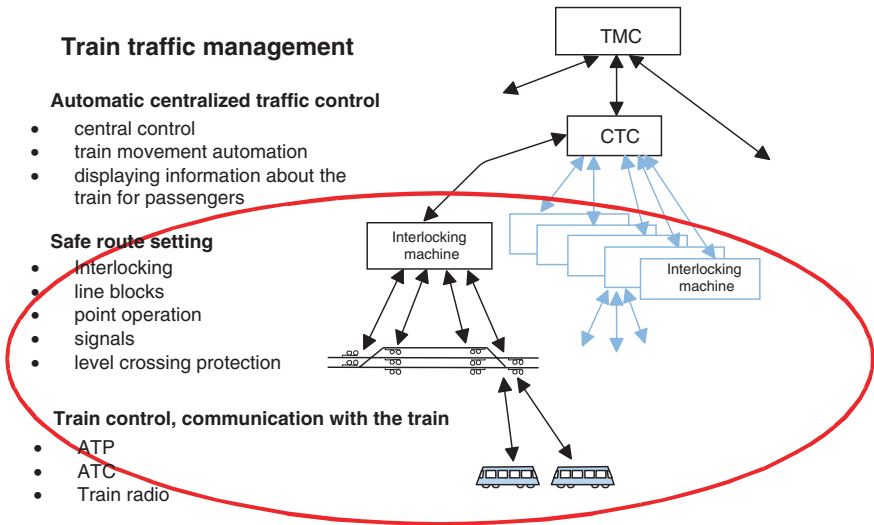 Train traffic management
TMC
Automatic centralized traffic control
• central control
• train movement automation
• displaying information about the
train for passengers
CTC
Safe route setting
• Interlocking
• line blocks
• point operation
• signals
• level crossing protection
Interlocking
machine
Interlocking
machine
Train control, communication with the train
• ATP
• ATC
• Train radio